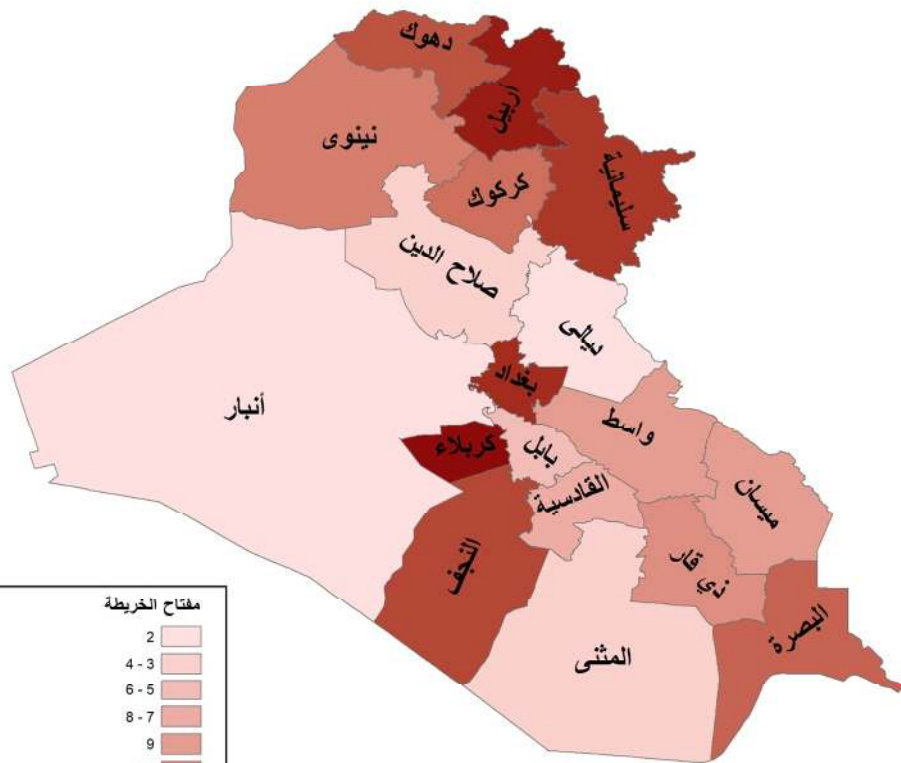 دهوك
اربيل
نينوى
سليمانية
كركوك
صلاح الدين
ديالى
بغداد
أنبار
واسط
كربلاء
بابل
القادسية
ميسان
النجف
ذي قار
البصرة
المثنى
مفتاح الخريطة
2
4 - 3
6 - 5
8 - 7
9